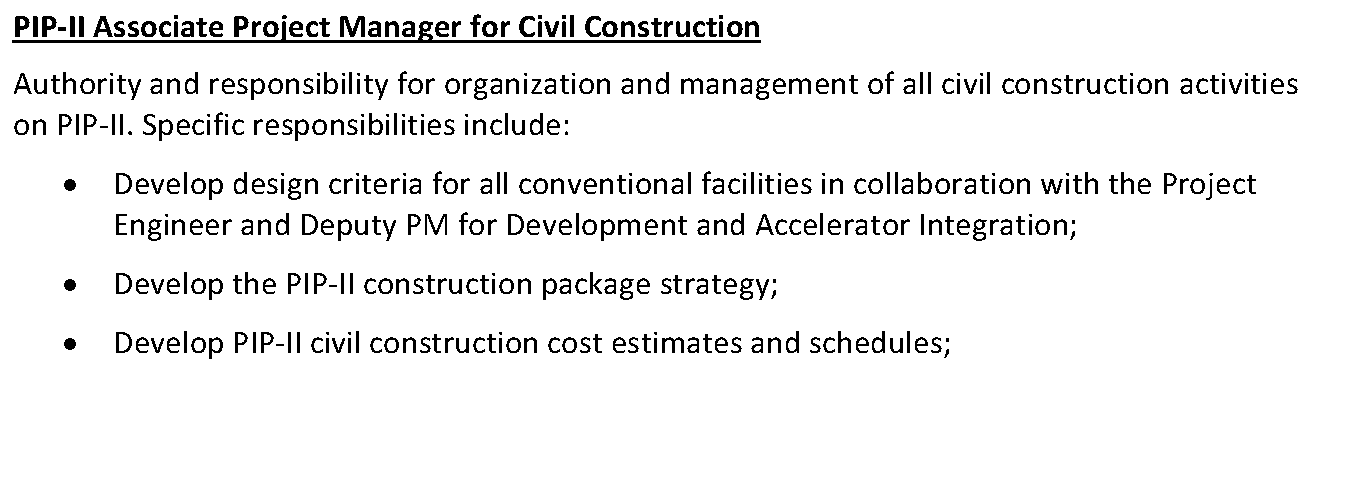 PIP-II Associate Project Manager for Civil Construction
Authority and responsibility for organization and management of all civil construction activities
on PIP-II. Specific responsibilities include:
• Develop design criteria for all conventional facilities in collaboration with the Project
Engineer and Deputy PM for Development and Accelerator Integration;
• Develop the PIP-II construction package strategy;
• Develop PIP-II civil construction cost estimates and schedules;